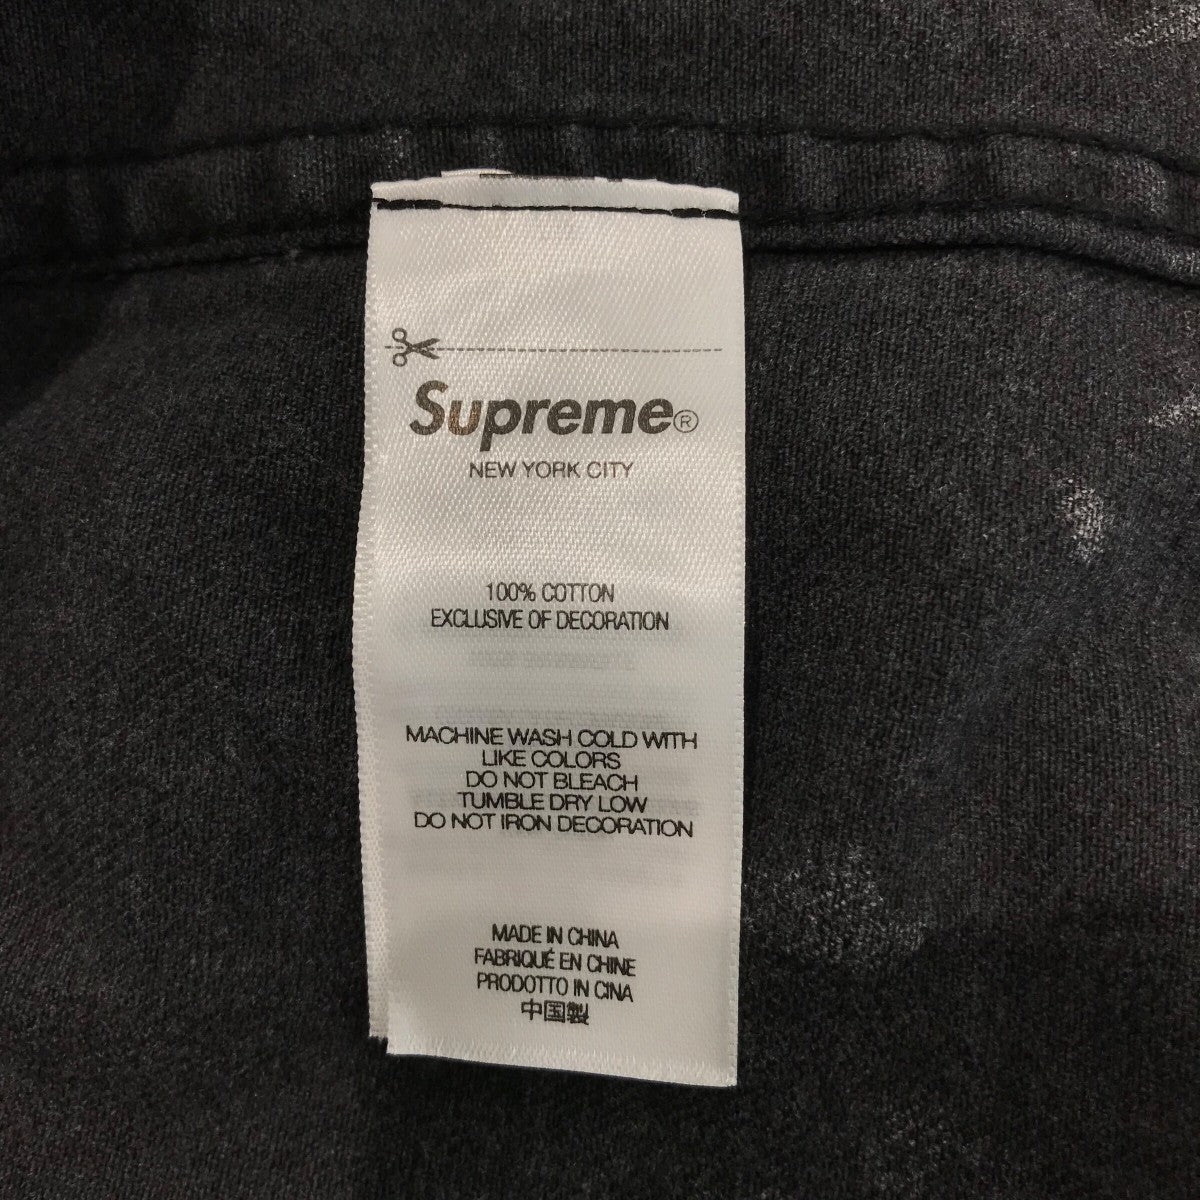 Supreme®
NEW YORK CITY
100% COTTON
EXCLUSIVE OF DECORATION
MACHINE WASH COLD WITH
LIKE COLORS
DO NOT BLEACH
TUMBLE DRY LOW
DO NOT IRON DECORATION
MADE IN CHINA
FABRIQUÉ EN CHINE
PRODOTTO IN CINA
中国製